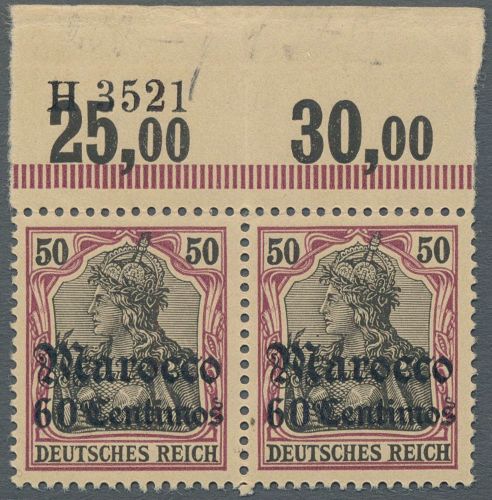 H 3521
25,00 30,00
50 50 50 50
Marocco Marocco
60 Centimos 60 Centimos
DEUTSCHES REICH DEUTSCHES REICH